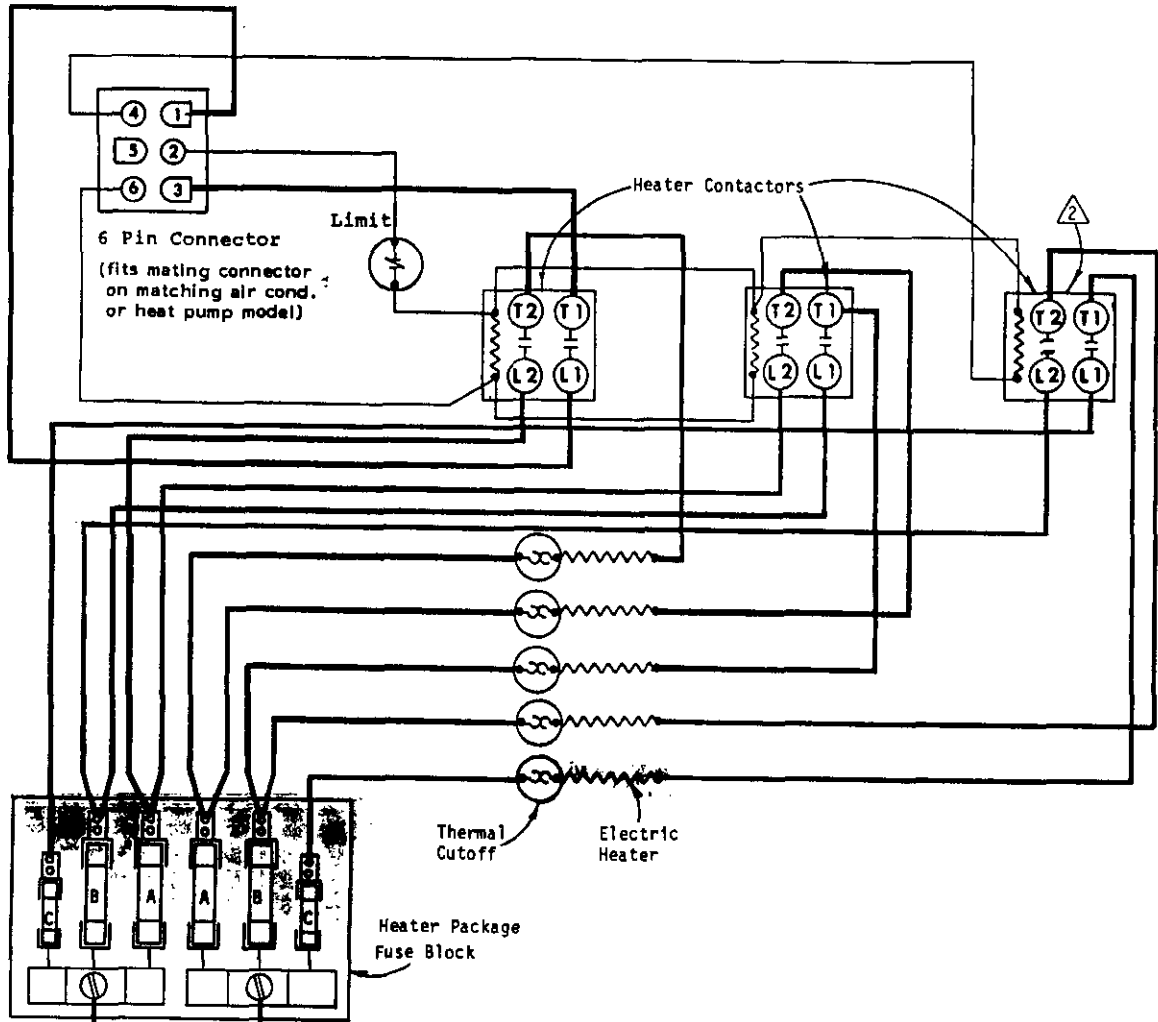 4 1
5 2
6 3
6 Pin Connector
(fits mating connector
on matching air cond.
or heat pump model)
Limit
Heater Contactors
2
T2 T1
L2 L1
T2 T1
L2 L1
T2 T1
L2 L1
Thermal
Cutoff
Electric
Heater
C B A A B C
Heater Package
Fuse Block